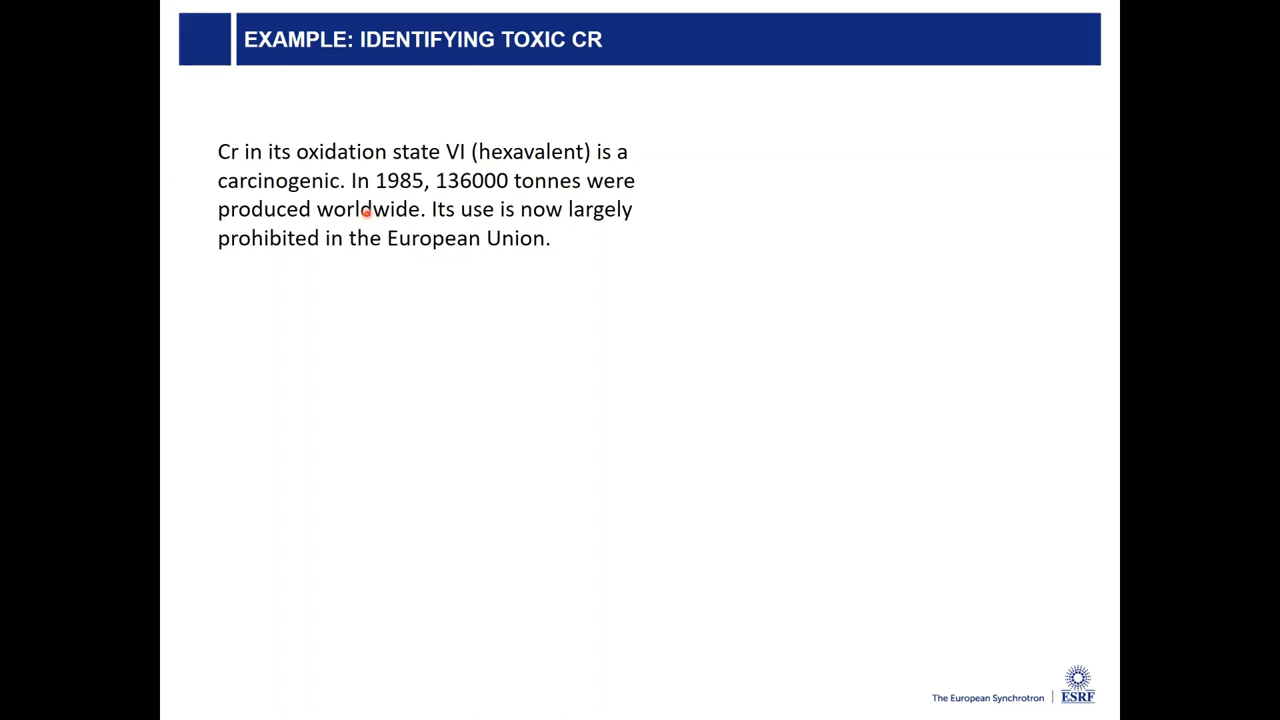 EXAMPLE: IDENTIFYING TOXIC CR
Cr in its oxidation state VI (hexavalent) is a
carcinogenic. In 1985, 136000 tonnes were
produced worldwide. Its use is now largely
prohibited in the European Union.
The European Synchrotron
ESRF